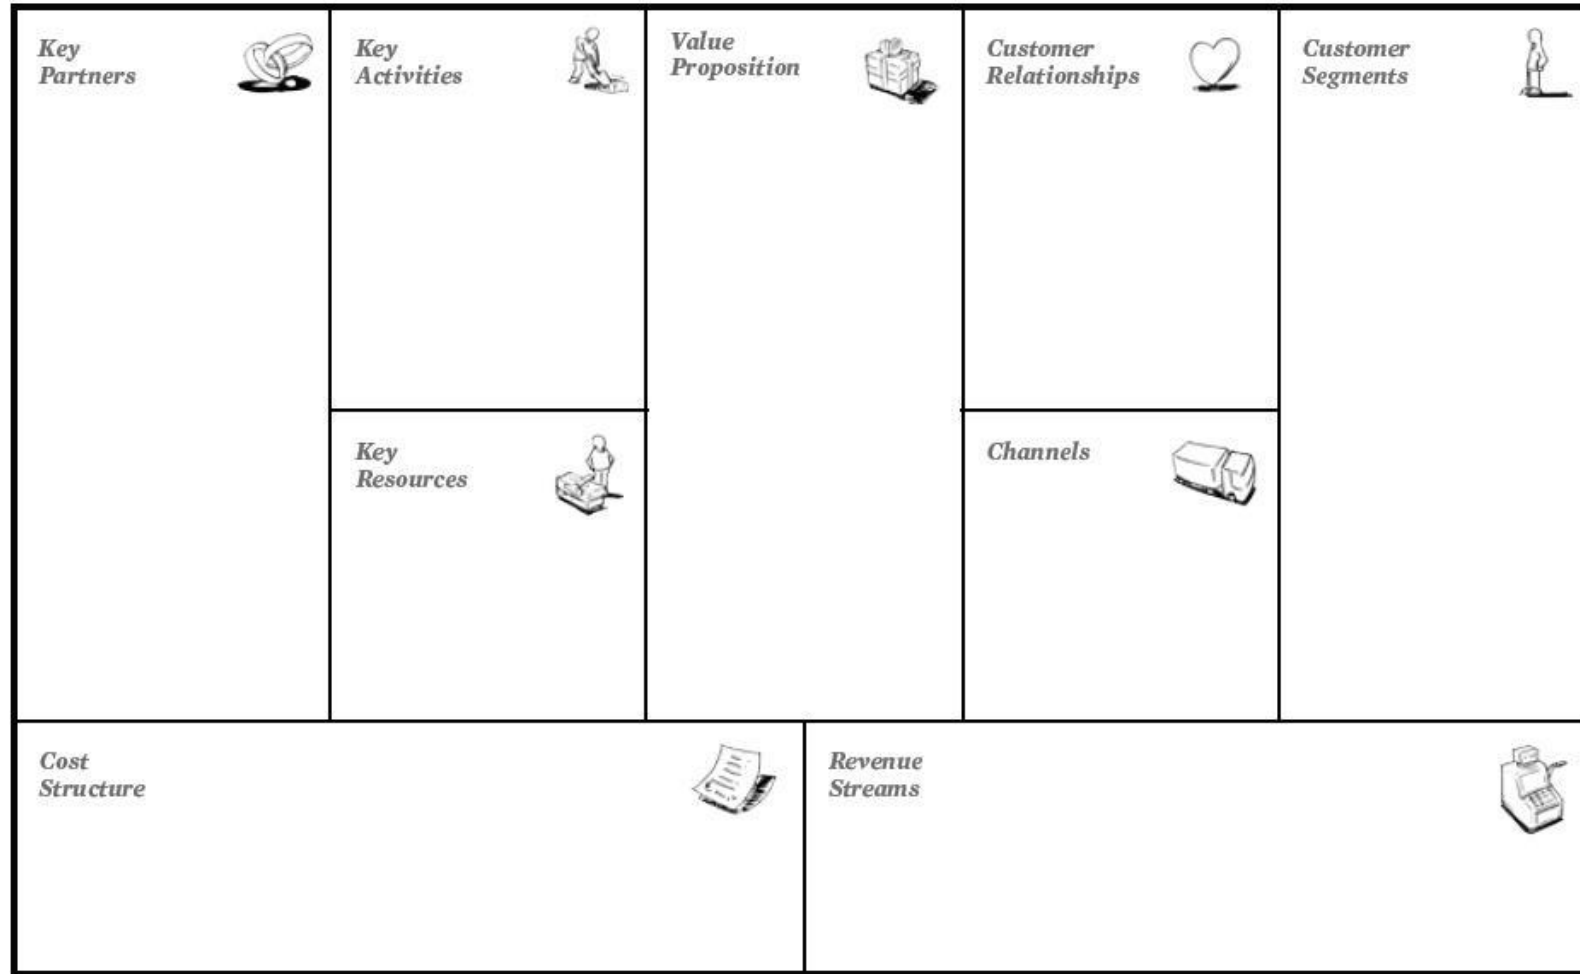 Key
Partners
Key
Activities
Value
Proposition
Customer
Relationships
Customer
Segments
Key
Resources
Channels
Cost
Structure
Revenue
Streams